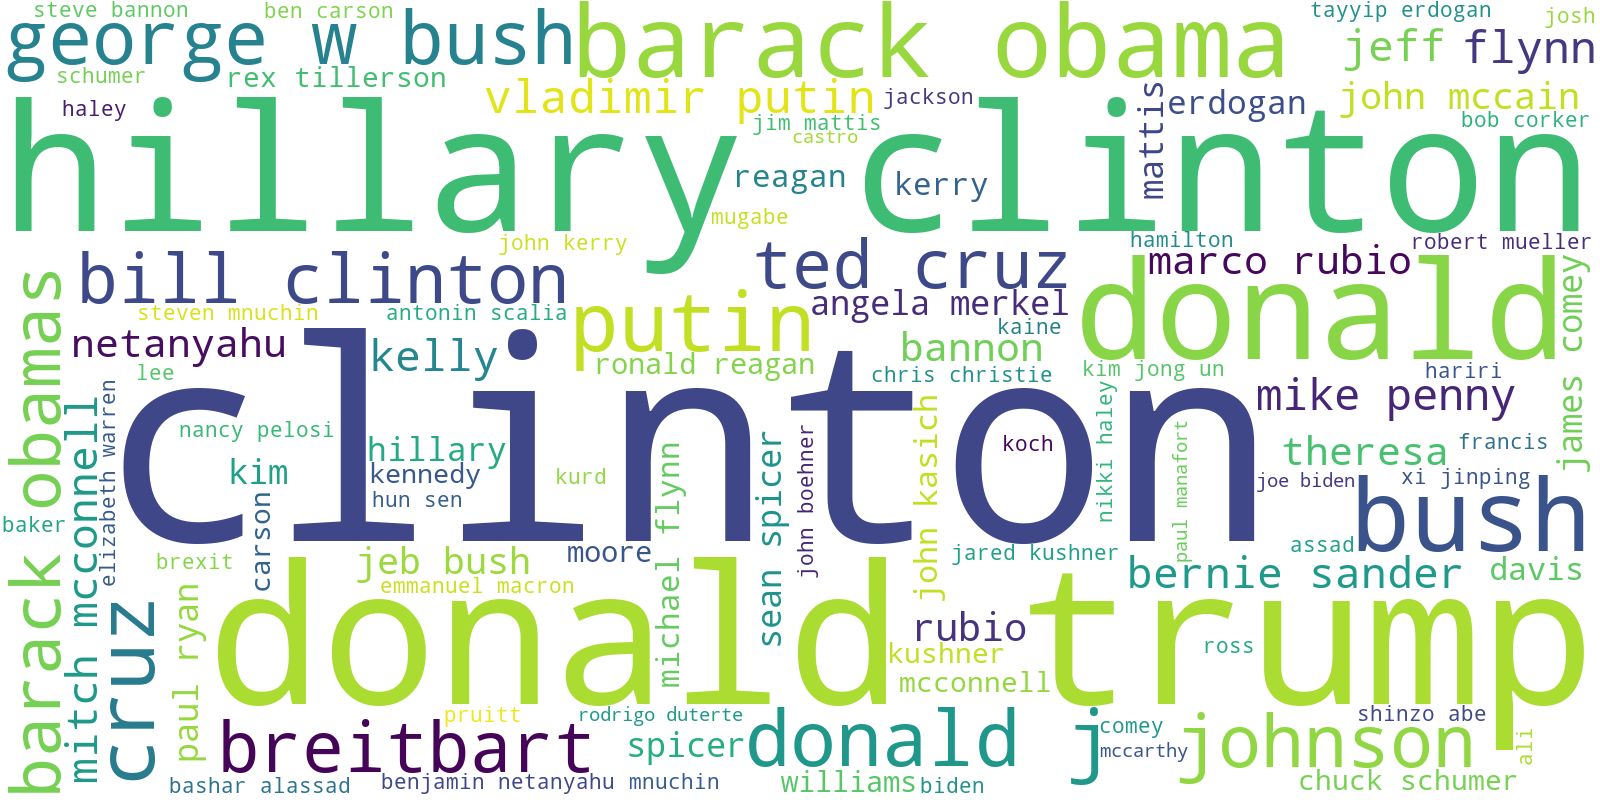 steve bannon
ben carson
tayyip erdogan
josh
george w bush
barack obama
jeff
flynn
schumer
rex tillerson
vladimir putin
jackson
mattis
erdogan
john mccain
haley
jim mattis
castro
bob corker
hillary clinton
reagan
kerry
mugabe
john kerry
hamilton
robert mueller
bill clinton
ted cruz
marco rubio
donald
james comey
barack obamas
steven mnuchin
antonin scalia
putin
angela merkel
kaine
netanyahu
kelly
ronald reagan
bannon
kim jong un
hariri
lee
chris christie
clinton
mike penny
elizabeth warren
mitch mcconnell
nancy pelosi
hillary
john kasich
nikki haley
koch
theresa
francis
kim
kennedy
kurd
john boehner
paul manafort
joe biden
xi jinping
carson
hun sen
michael flynn
sean spicer
bush
baker
brexit
jeb bush
moore
jared kushner
assad
emmanuel macron
bernie sander
davis
cruz
paul ryan
donald trump
rubio
kushner
ross
mcconnell
breitbart
pruitt
rodrigo duterte
donald j
comey
johnson
shinzo abe
spicer
mccarthy
ali
bashar alassad
benjamin netanyahu
mnuchin
williams
biden
chuck schumer